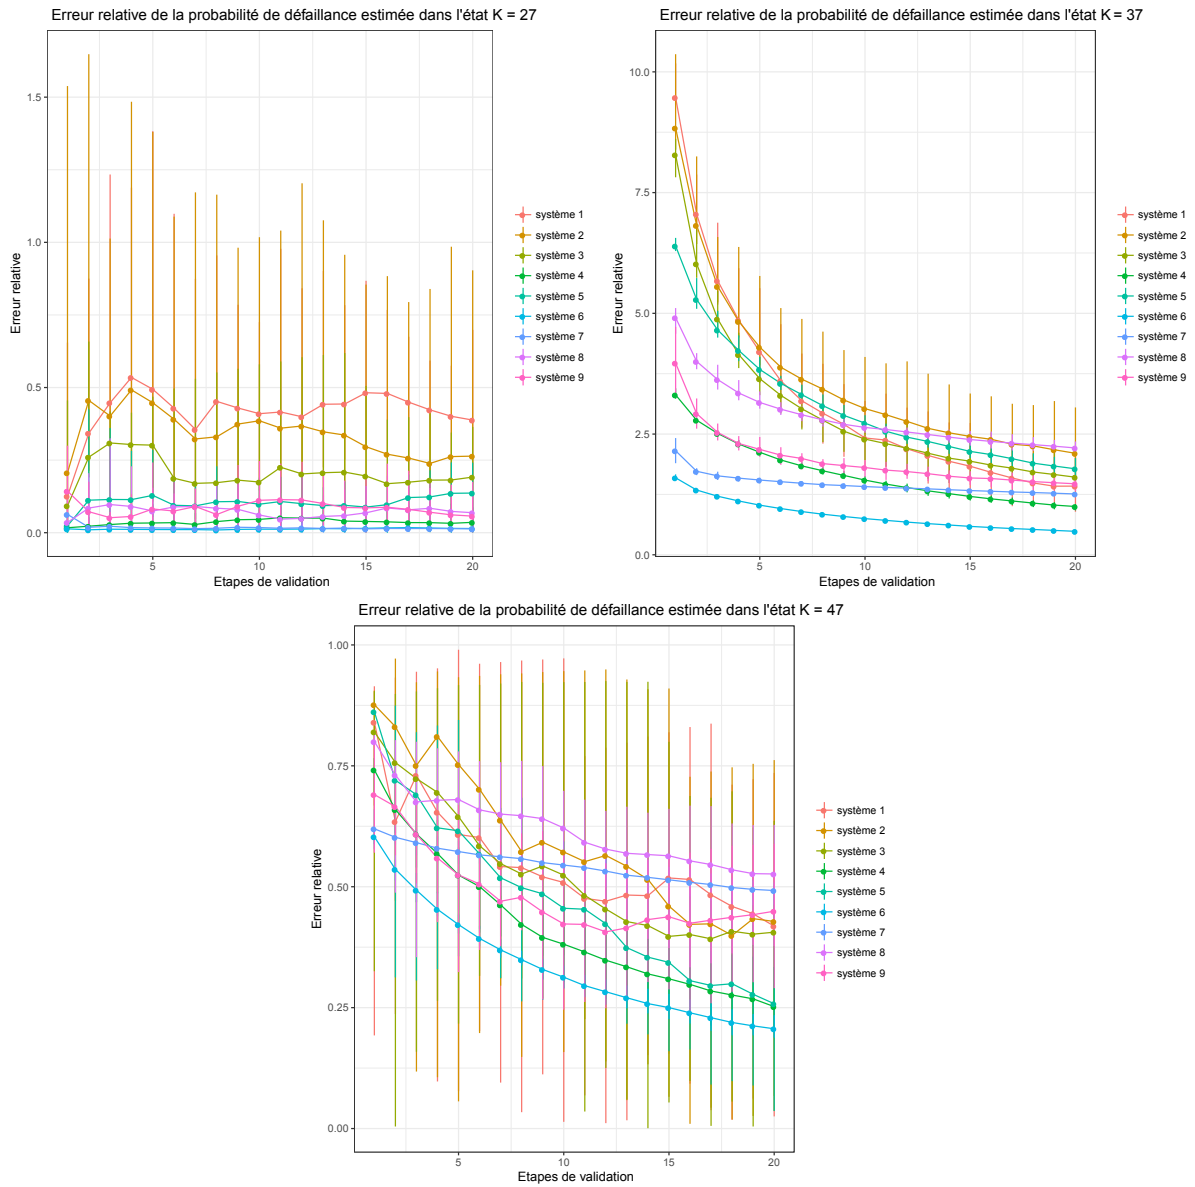 Erreur relative de la probabilité de défaillance estimée dans l'état K = 27
Erreur relative
1.5
1.0
0.5
0.0
5
10
15
20
Etapes de validation
système 1
système 2
système 3
système 4
système 5
système 6
système 7
système 8
système 9
Erreur relative de la probabilité de défaillance estimée dans l'état K = 37
Erreur relative
10.0
7.5
5.0
2.5
0.0
5
10
15
20
Etapes de validation
système 1
système 2
système 3
système 4
système 5
système 6
système 7
système 8
système 9
Erreur relative de la probabilité de défaillance estimée dans l'état K = 47
Erreur relative
1.00
0.75
0.50
0.25
0.00
5
10
15
20
Etapes de validation
système 1
système 2
système 3
système 4
système 5
système 6
système 7
système 8
système 9